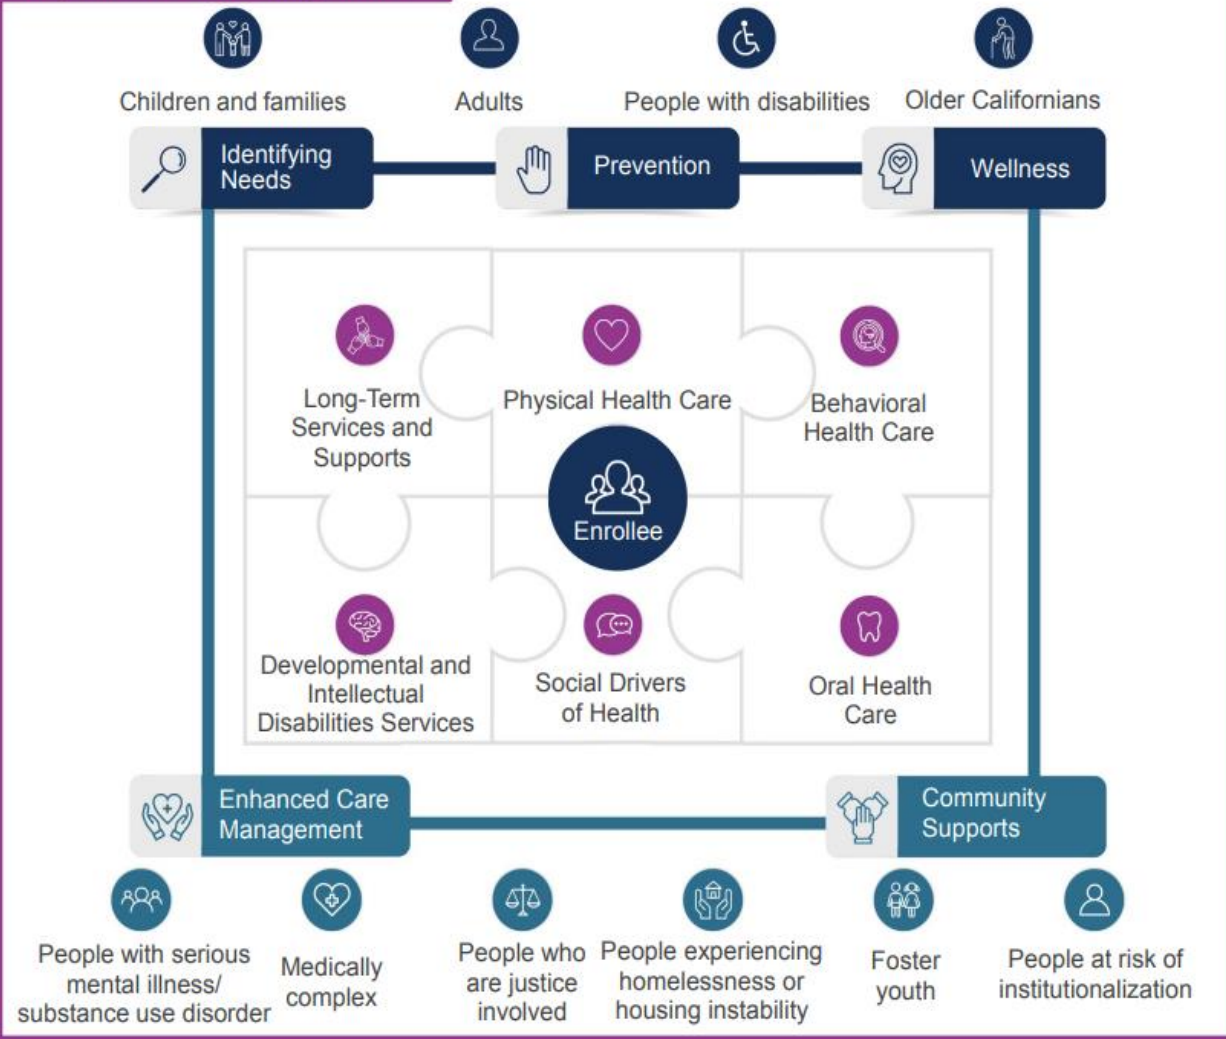 Children and families
Adults
People with disabilities
Older Californians
Identifying
Needs
Prevention
Wellness
Long-Term
Services and
Supports
Physical Health Care
Behavioral
Health Care
Enrollee
Developmental and
Intellectual
Disabilities Services
Social Drivers
of Health
Oral Health
Care
Enhanced Care
Management
Community
Supports
People with serious
mental illness/
substance use disorder
Medically
complex
People who
are justice
involved
People experiencing
homelessness or
housing instability
Foster
youth
People at risk of
institutionalization